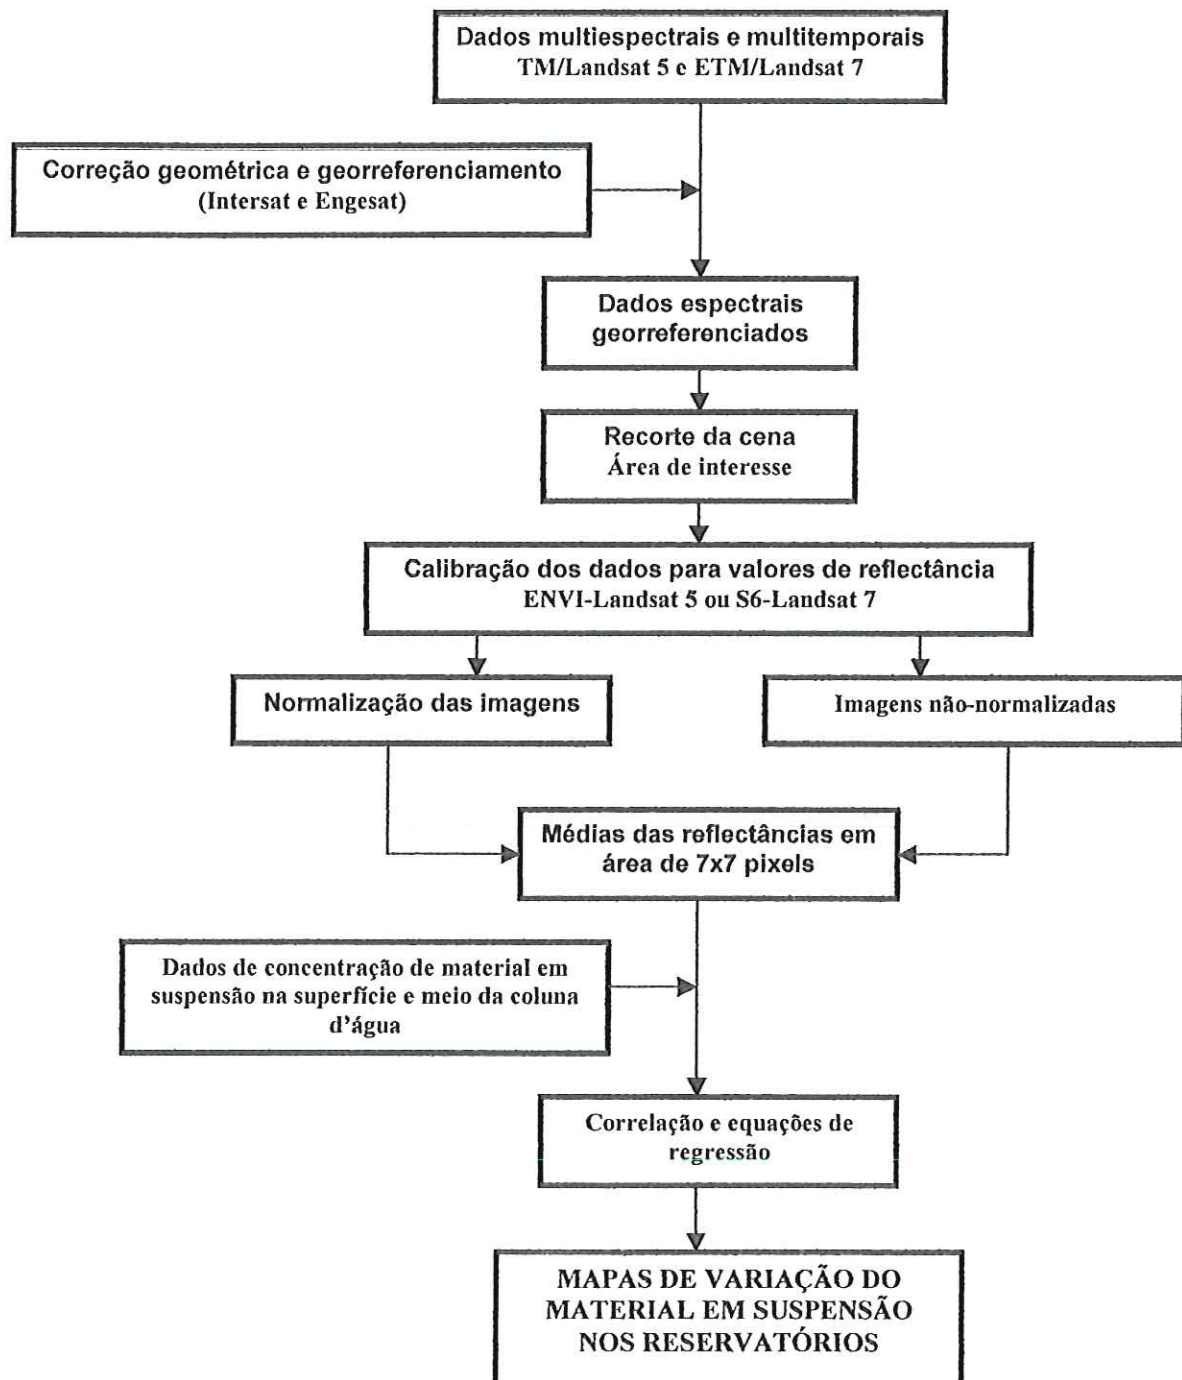 Dados multiespectrais e multitemporais
TM/Landsat 5 e ETM/Landsat 7
Correção geométrica e georreferenciamento
(Intersat e Engesat)
Dados espectrais
georreferenciados
Recorte da cena
Área de interesse
Calibração dos dados para valores de reflectância
ENVI-Landsat 5 ou S6-Landsat 7
Normalização das imagens
Imagens não-normalizadas
Médias das reflectâncias em
área de 7x7 pixels
Dados de concentração de material em
suspensão na superfície e meio da coluna
d'água
Correlação e equações de
regressão
MAPAS DE VARIAÇÃO DO
MATERIAL EM SUSPENSÃO
NOS RESERVATÓRIOS